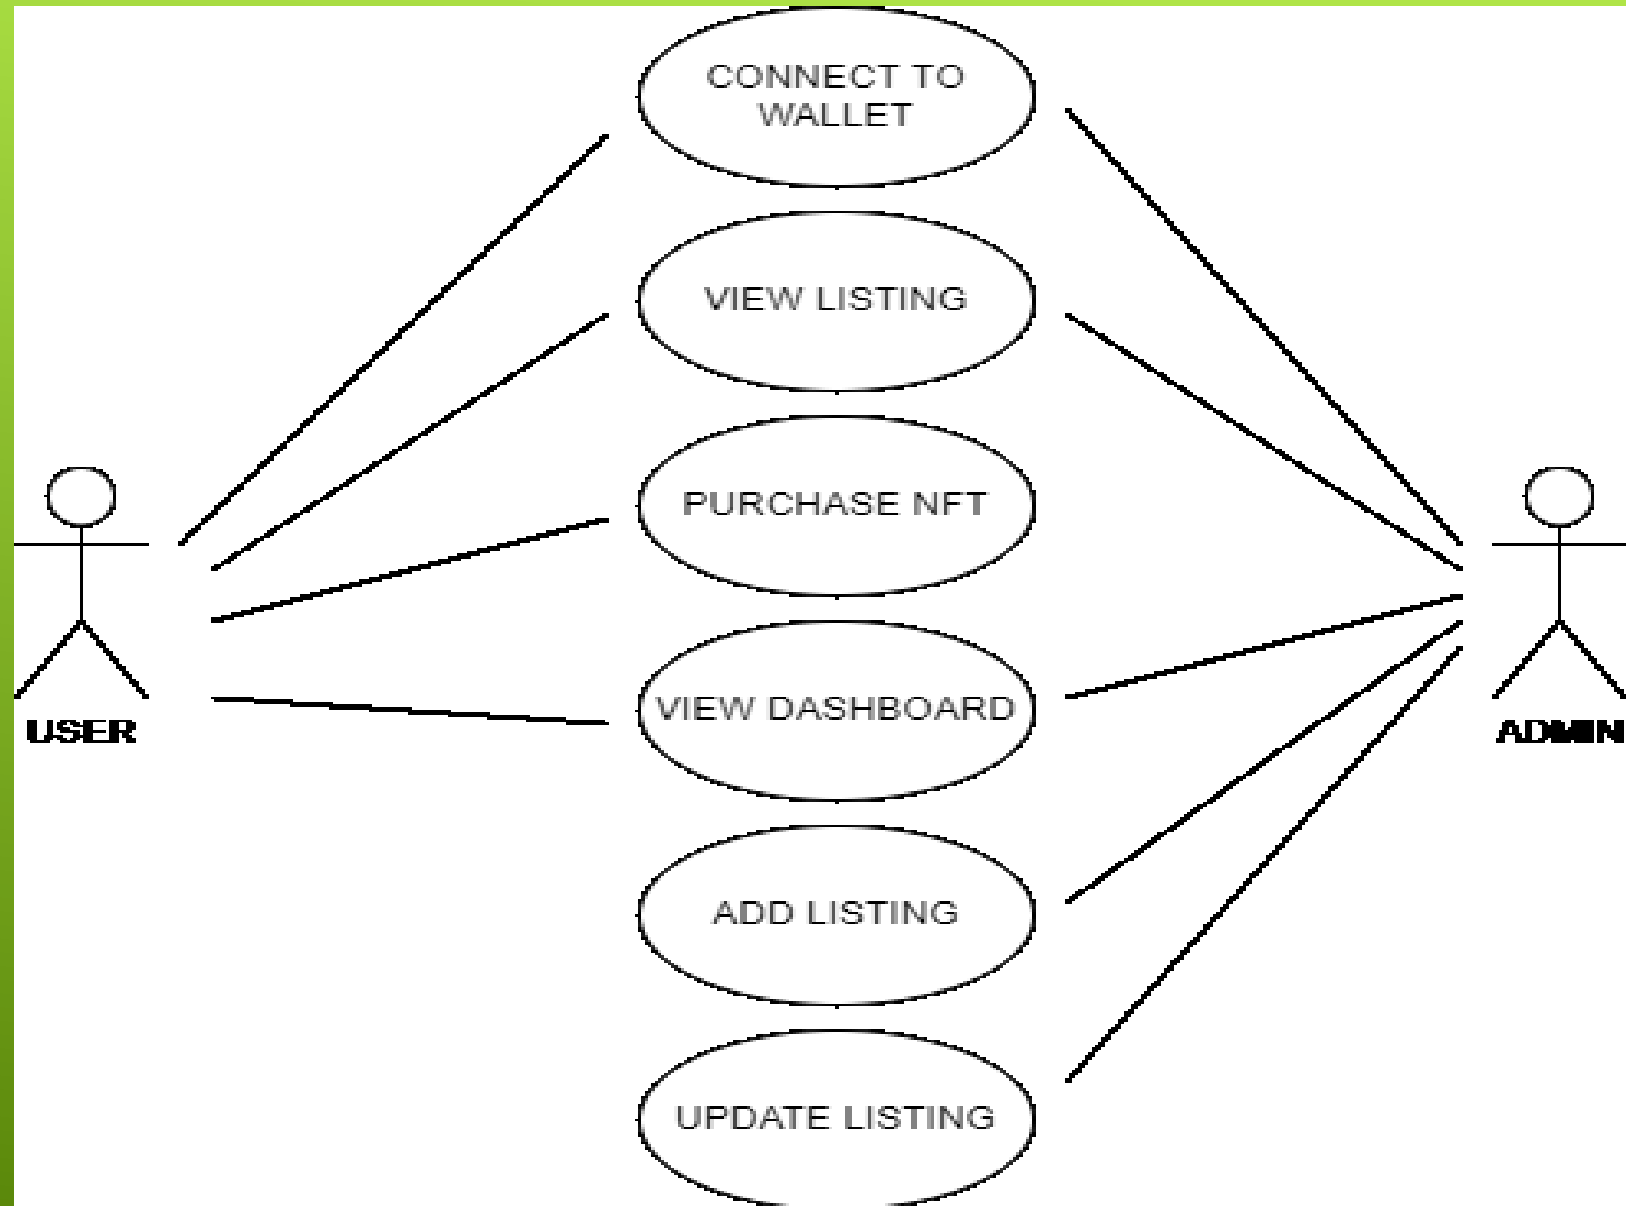 CONNECT TO
WALLET
VIEW LISTING
PURCHASE NFT
VIEW DASHBOARD
USER
ADMIN
ADD LISTING
UPDATE LISTING